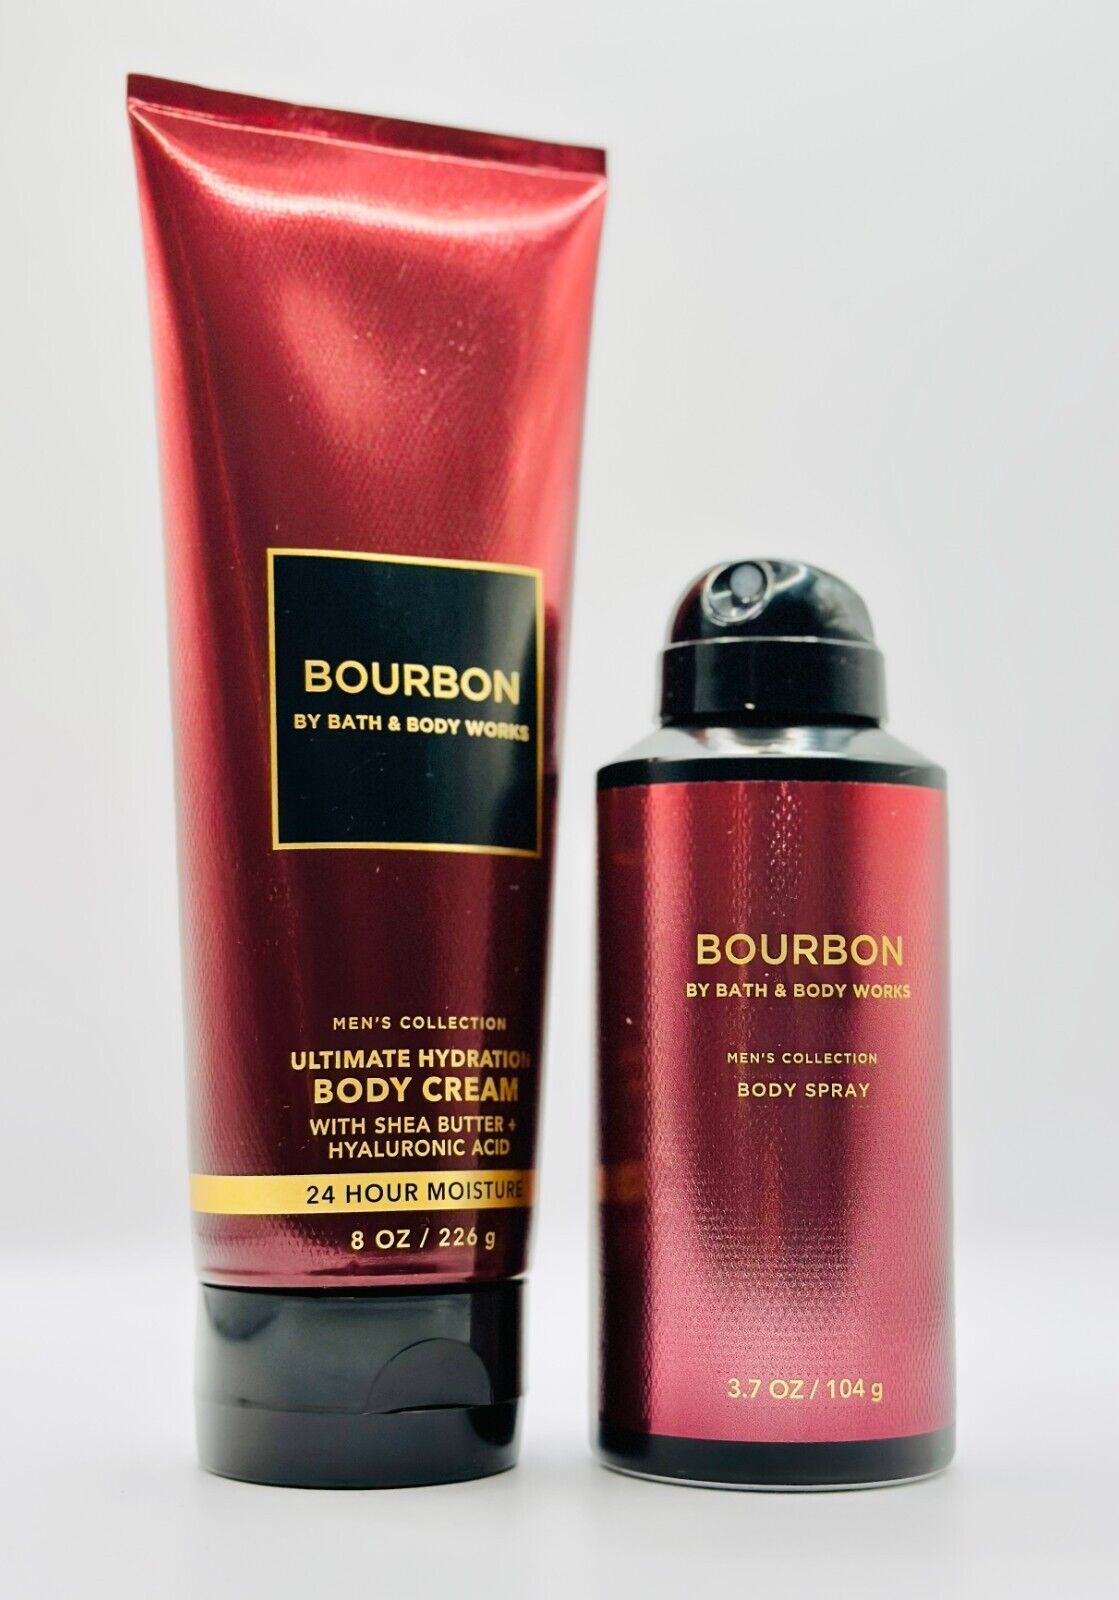 BOURBON
BY BATH & BODY WORKS
MEN'S COLLECTION
ULTIMATE HYDRATION
BODY CREAM
WITH SHEA BUTTER +
HYALURONIC ACID
24 HOUR MOISTURE
8 OZ / 226 g
BOURBON
BY BATH & BODY WORKS
MEN'S COLLECTION
BODY SPRAY
3.7 OZ / 104 g